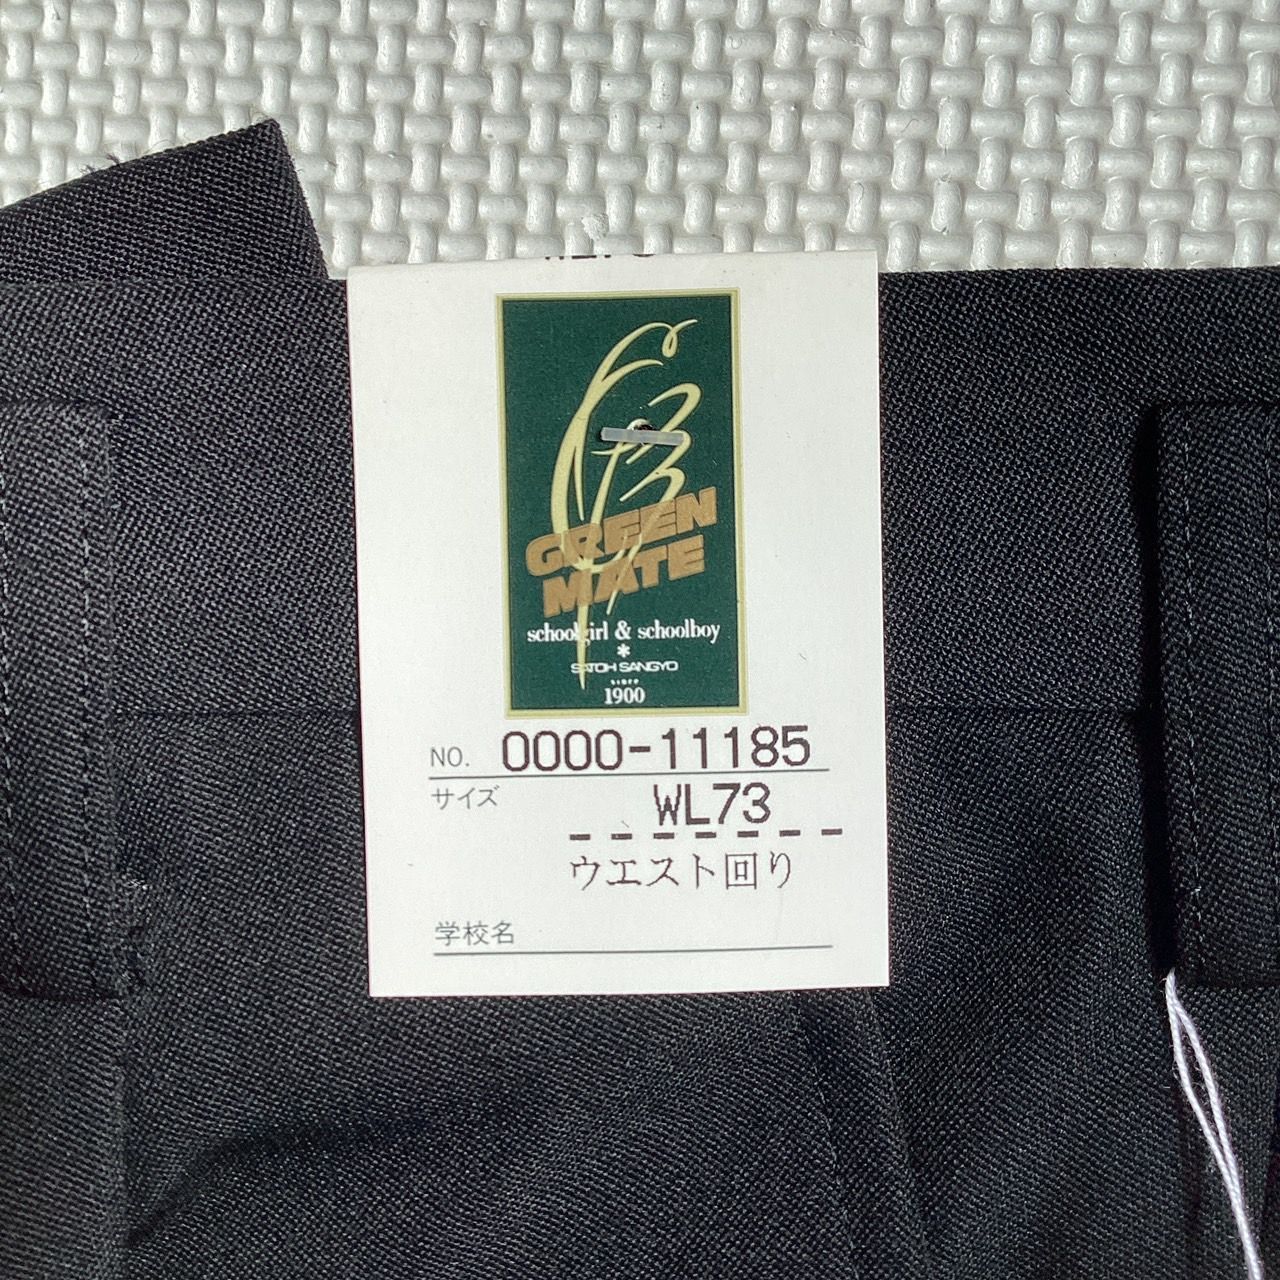 GREEN
MATE
schoolgirl & schoolboy
*
SATOH SANGYO
since
1900
NO. 0000-11185
サイズ WL73
ウエスト回り
学校名